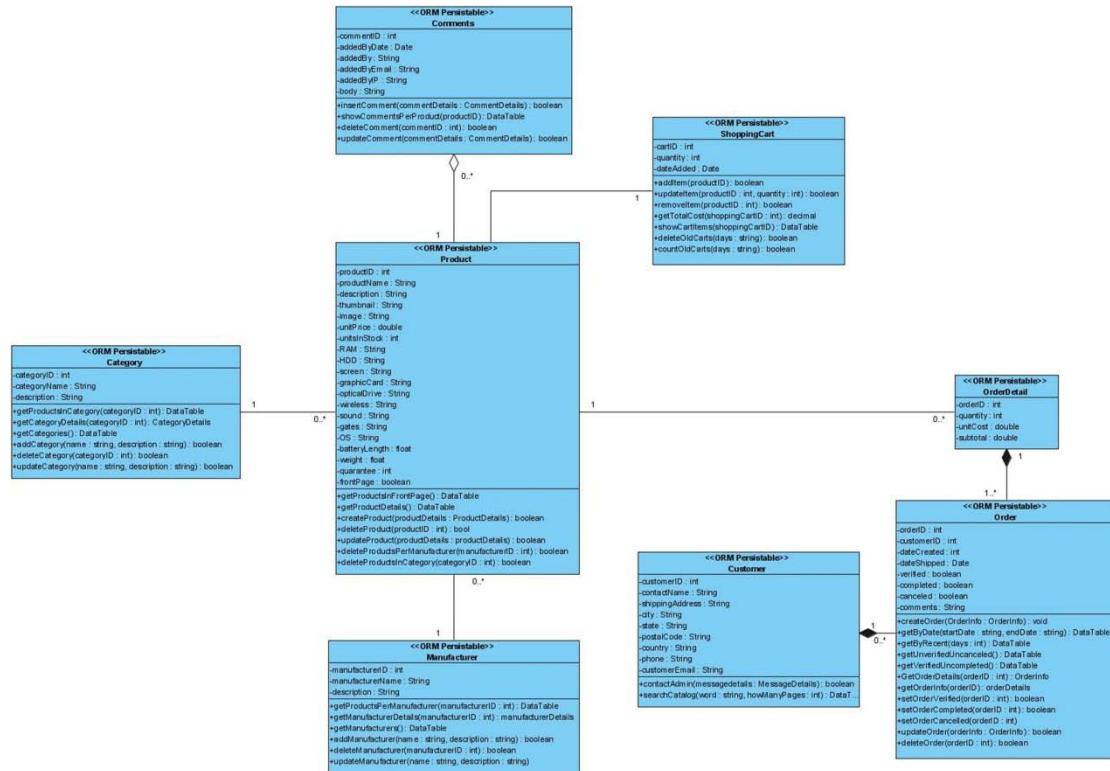 <<ORM Persistable>>
Comments
-commentID : int
-addedByDate : Date
-addedBy : String
-addedByEmail : String
-addedByIP : String
-body : String
+insertComment(commentDetails : CommentDetails) : boolean
+showCommentsPerProduct(productID) : DataTable
+deleteComment(commentID : int) : boolean
+updateComment(commentDetails : CommentDetails) : boolean
0..*
1
<<ORM Persistable>>
ShoppingCart
-cartID : int
-quantity : int
-dateAdded : Date
+addItem(productID) : boolean
+updateItem(productID : int, quantity : int) : boolean
+removeItem(productID : int) : boolean
+getTotalCost(shoppingCartID : int) : decimal
+showCartItems(shoppingCartID) : DataTable
+deleteOldCarts(days : string) : boolean
+countOldCarts(days : string) : boolean
1
<<ORM Persistable>>
Product
-productID : int
-productName : String
-description : String
-thumbnail : String
-image : String
-unitPrice : double
-unitsInStock : int
-RAM : String
-HDD : String
-screen : String
-graphicCard : String
-opticalDrive : String
-wireless : String
-sound : String
-gates : String
-OS : String
-batteryLength : float
-weight : float
-quarantee : int
-frontPage : boolean
+getProductsInFrontPage() : DataTable
+getProductDetails() : DataTable
+createProduct(productDetails : ProductDetails) : boolean
+deleteProduct(productID : int) : bool
+updateProduct(productDetails : productDetails) : boolean
+deleteProductsPerManufacturer(manufacturerID : int) : boolean
+deleteProductsInCategory(categoryID : int) : boolean
<<ORM Persistable>>
Category
-categoryID : int
-categoryName : String
-description : String
+getProductsInCategory(categoryID : int) : DataTable
+getCategoryDetails(categoryID : int) : CategoryDetails
+getCategories() : DataTable
+addCategory(name : string, description : string) : boolean
+deleteCategory(categoryID : int) : boolean
+updateCategory(name : string, description : string) : boolean
1
0..*
1
0..*
<<ORM Persistable>>
OrderDetail
-orderID : int
-quantity : int
-unitCost : double
-subtotal : double
1
1..*
<<ORM Persistable>>
Order
-orderID : int
-customerID : int
-dateCreated : int
-dateShipped : Date
-verified : boolean
-completed : boolean
-canceled : boolean
-comments : String
+createOrder(OrderInfo : OrderInfo) : void
+getByDate(startDate : string, endDate : string) : DataTable
+getByRecent(days : int) : DataTable
+getUnverifiedUncanceled() : DataTable
+getVerifiedUncompleted() : DataTable
+GetOrderDetails(orderID : int) : OrderInfo
+getOrderInfo(orderID) : orderDetails
+setOrderVerified(orderID : int) : boolean
+setOrderCompleted(orderID : int) : boolean
+setOrderCancelled(orderID : int)
+updateOrder(orderInfo : OrderInfo) : boolean
+deleteOrder(orderID : int) : boolean
<<ORM Persistable>>
Customer
-customerID : int
-contactName : String
-shippingAddress : String
-city : String
-state : String
-postalCode : String
-country : String
-phone : String
-customerEmail : String
+contactAdmin(messagedetails : MessageDetails) : boolean
+searchCatalog(word : string, howManyPages : int) : DataT...
1
0..*
0..*
1
<<ORM Persistable>>
Manufacturer
-manufacturerID : int
-manufacturerName : String
-description : String
+getProductsPerManufacturer(manufacturerID : int) : DataTable
+getManufacturerDetails(manufacturerID : int) : manufacturerDetails
+getManufacturers() : DataTable
+addManufacturer(name : string, description : string) : boolean
+deleteManufacturer(manufacturerID : int) : boolean
+updateManufacturer(name : string, description : string)